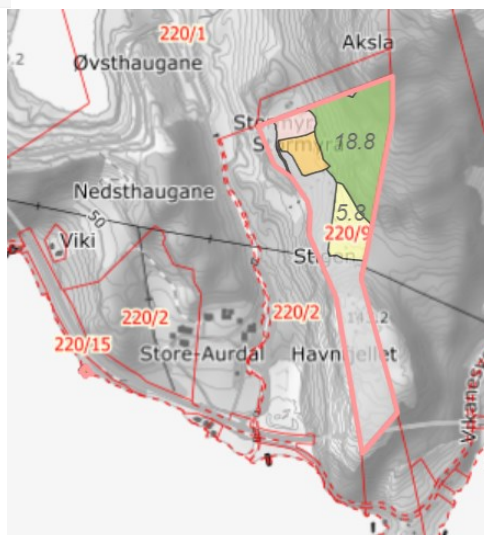 220/1
Aksla
Øvsthaugane
18.8
Nedsthaugane
5.8
50
220/9
Viki
220/2
220/2
220/15
Store-Aurdal
Vikanes